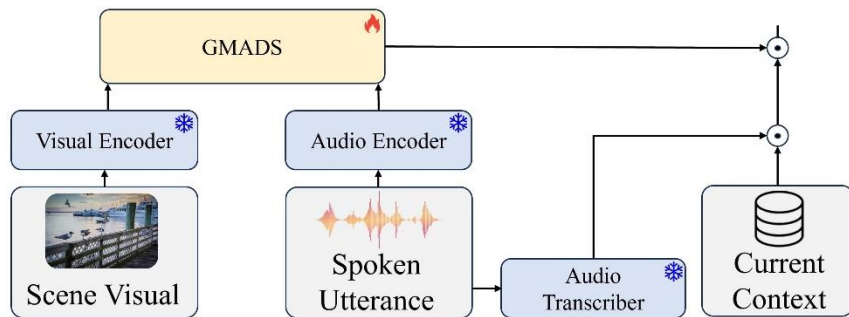 GMADS
Visual Encoder
Audio Encoder
Scene Visual
Spoken
Utterance
Audio
Transcriber
Current
Context